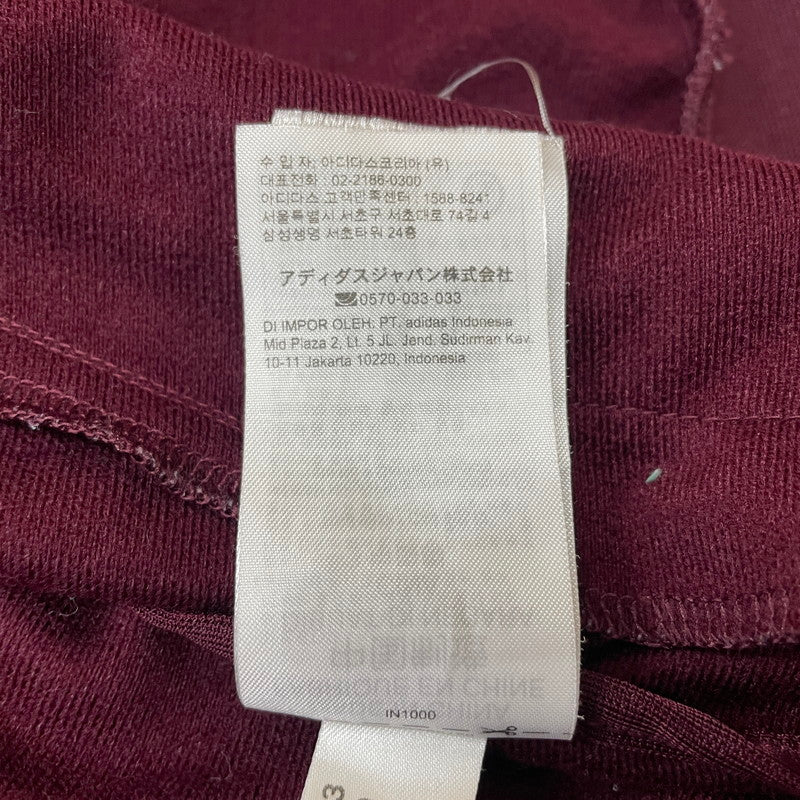 수 입 자: 아디다스코리아 (유)
대표전화 : 02-2186-0300
아디다스 고객만족센터 : 1588-8241
서울특별시 서초구 서초대로 74길 4
삼성생명 서초타워 24층
アディダスジャパン株式会社
0570-033-033
DI IMPOR OLEH. PT. adidas Indonesia
Mid Plaza 2, Lt. 5 JL. Jend. Sudirman Kav.
10-11 Jakarta 10220, Indonesia
EN CHINE
IN1000
3